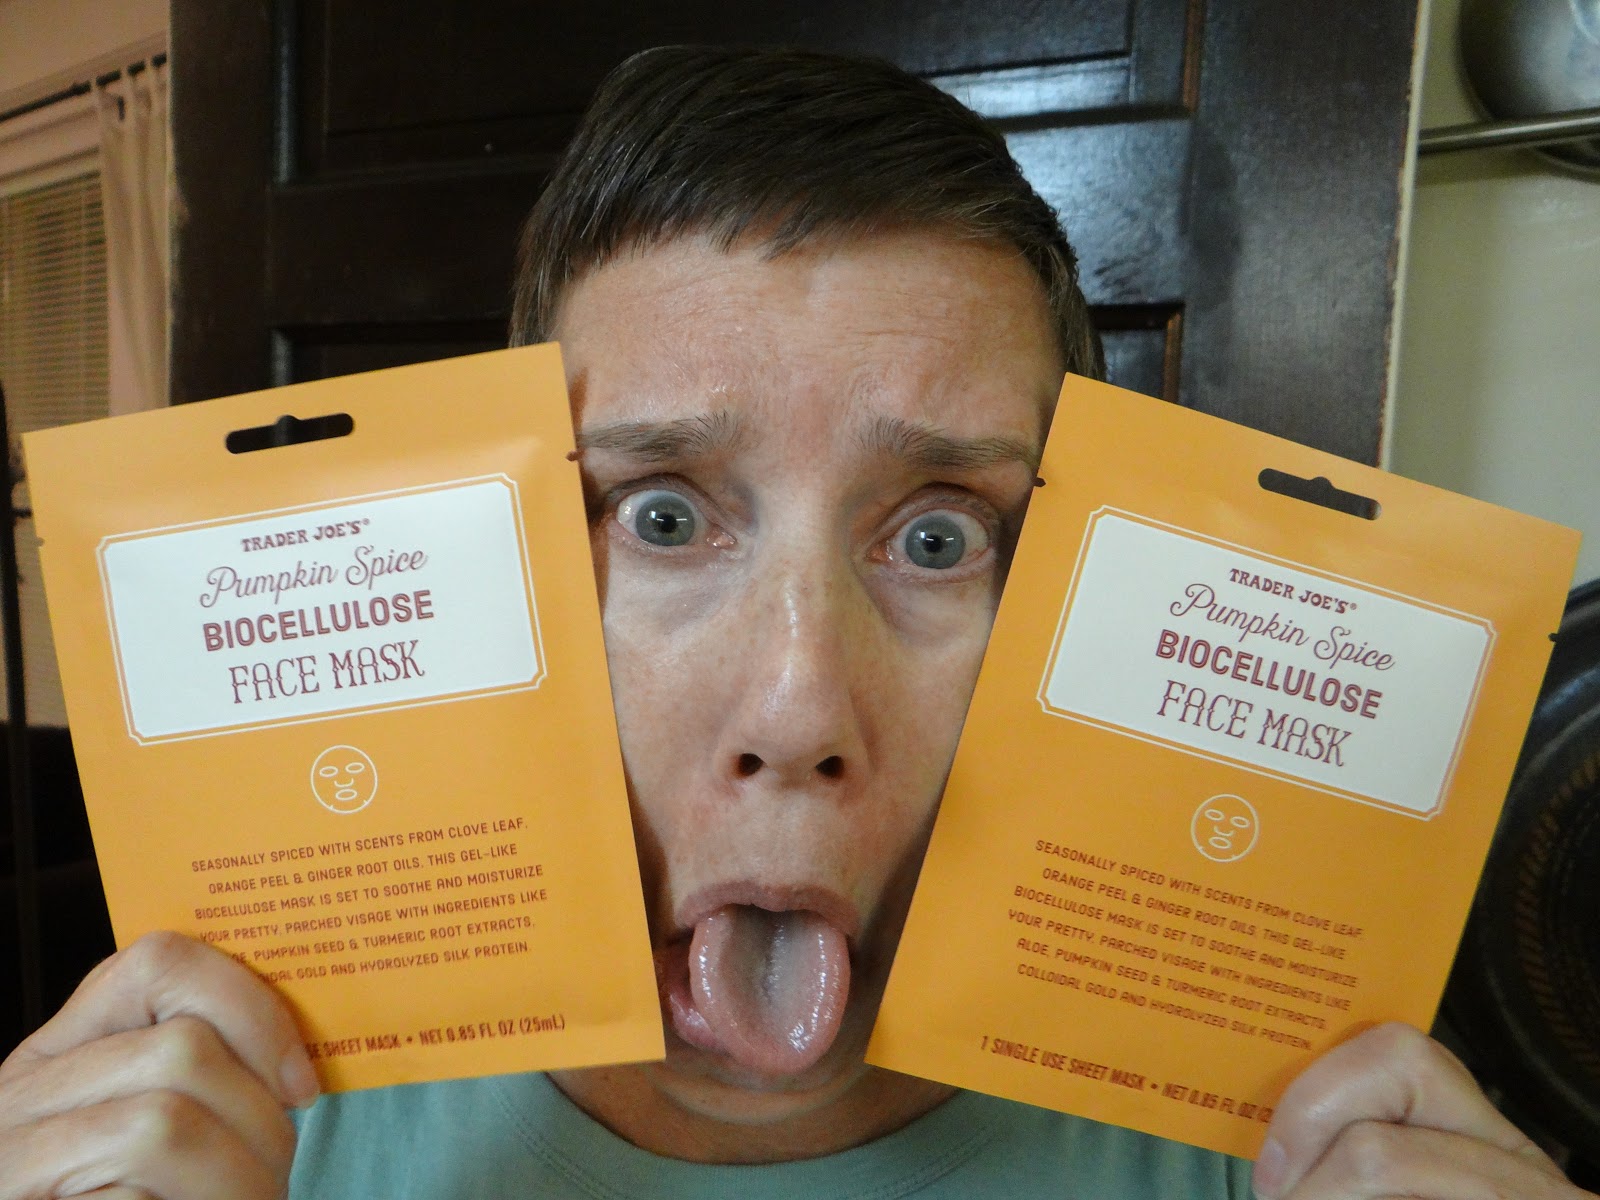 TRADER JOE'S®
Pumpkin Spice
BIOCELLULOSE
FACE MASK
SEASONALLY SPICED WITH SCENTS FROM CLOVE LEAF,
ORANGE PEEL & GINGER ROOT OILS, THIS GEL-LIKE
BIOCELLULOSE MASK IS SET TO SOOTHE AND MOISTURIZE
YOUR PRETTY, PARCHED VISAGE WITH INGREDIENTS LIKE
PUMPKIN SEED & TURMERIC ROOT EXTRACTS,
GOLD AND HYDROLYZED SILK PROTEIN.
SHEET MASK • NET 0.85 FL OZ (25mL)
TRADER JOE'S®
Pumpkin Spice
BIOCELLULOSE
FACE MASK
SEASONALLY SPICED WITH SCENTS FROM CLOVE LEAF,
ORANGE PEEL & GINGER ROOT OILS, THIS GEL-LIKE
BIOCELLULOSE MASK IS SET TO SOOTHE AND MOISTURIZE
YOUR PRETTY, PARCHED VISAGE WITH INGREDIENTS LIKE
ALOE, PUMPKIN SEED & TURMERIC ROOT EXTRACTS,
COLLOIDAL GOLD AND HYDROLYZED SILK PROTEIN.
1 SINGLE USE SHEET MASK • NET 0.85 FL OZ